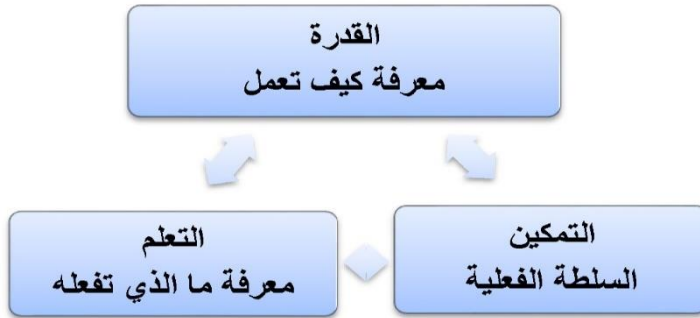 القدرة
معرفة كيف تعمل
التمكين
السلطة الفعلية
التعلم
معرفة ما الذي تفعله